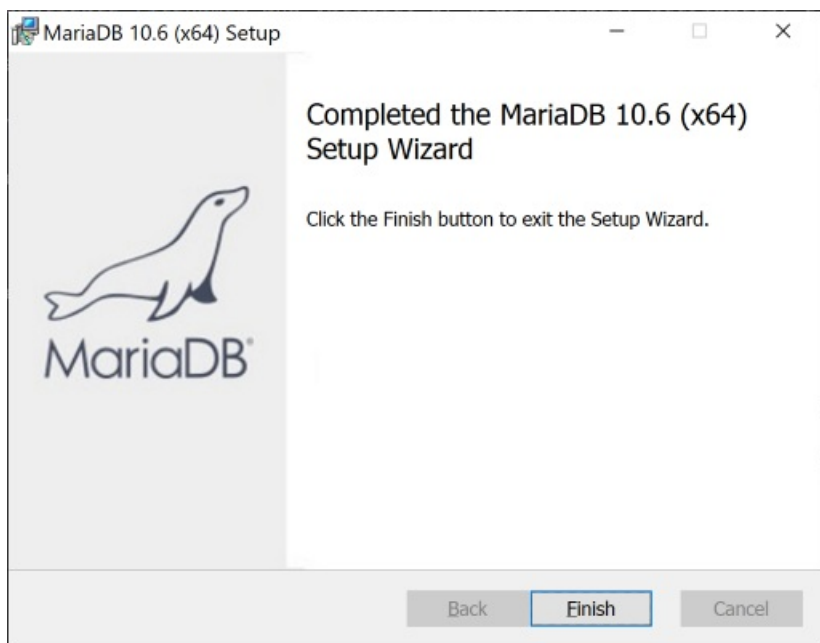 MariaDB 10.6 (x64) Setup
Completed the MariaDB 10.6 (x64)
Setup Wizard
Click the Finish button to exit the Setup Wizard.
MariaDB®
Back
Finish
Cancel